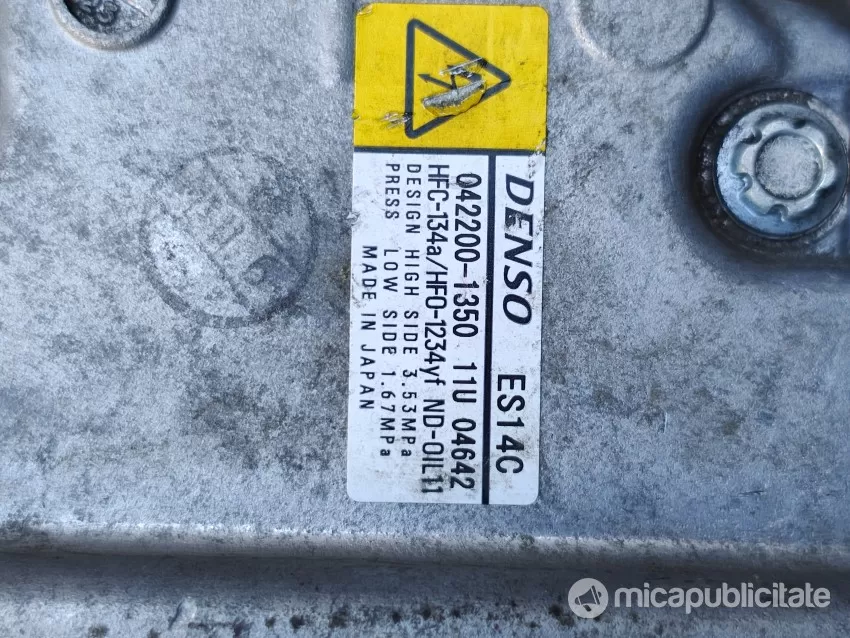 DENSO ES14C
042200-1350 11U 04642
HFC-134a/HFO-1234yf ND-OIL11
DESIGN HIGH SIDE 3.53MPa
PRESS LOW SIDE 1.67MPa
MADE IN JAPAN
micapublicitate